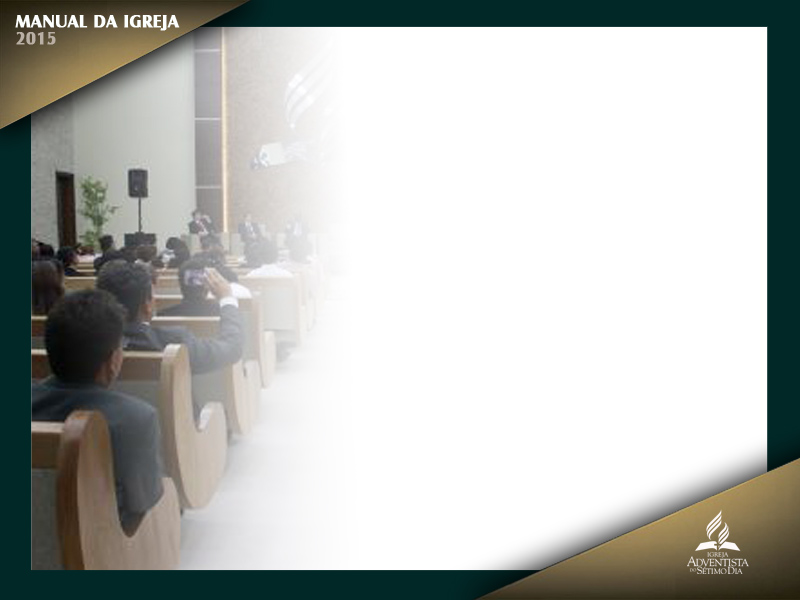 MANUAL DA IGREJA
2015
IGREJA
ADVENTISTA
DO SÉTIMO DIA